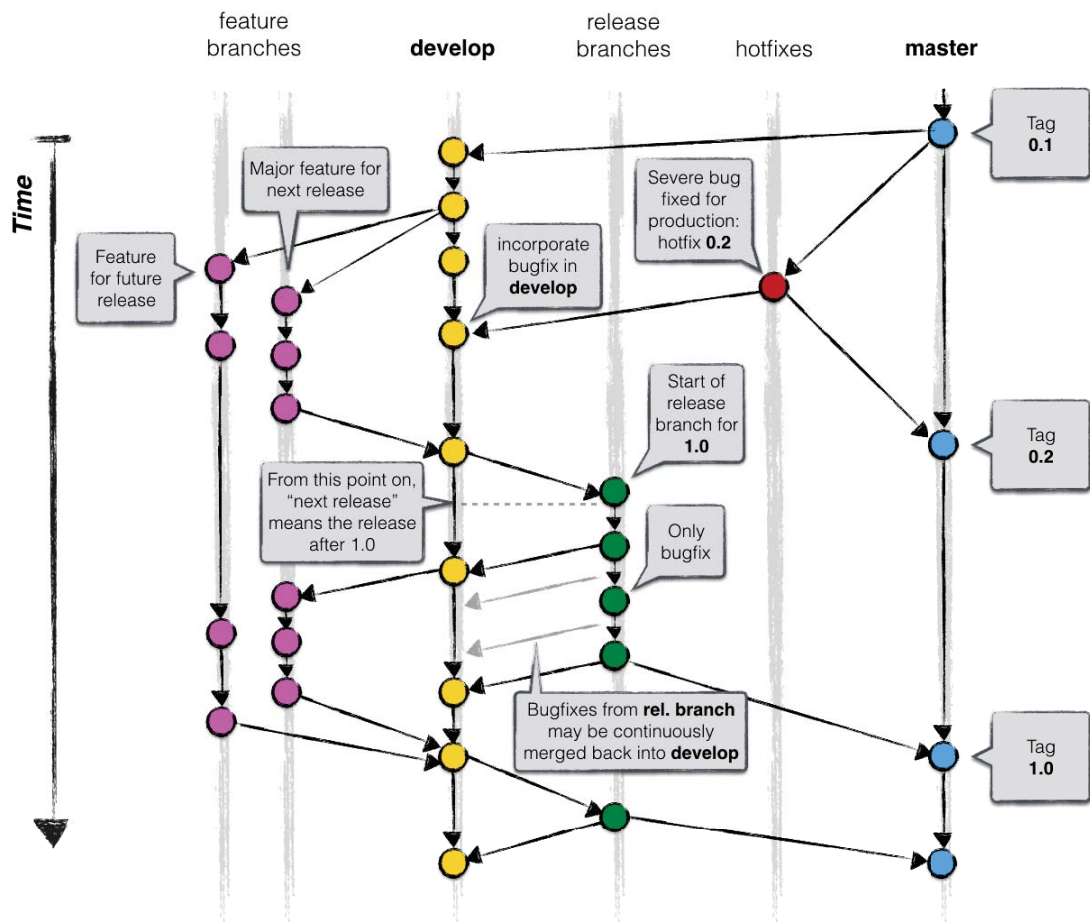 feature
branches
develop
release
branches
hotfixes
master
Time
Tag
0.1
Major feature for
next release
Severe bug
fixed for
production:
hotfix 0.2
Feature
for future
release
incorporate
bugfix in
develop
Start of
release
branch for
1.0
Tag
0.2
From this point on,
“next release”
means the release
after 1.0
Only
bugfix
Bugfixes from rel. branch
may be continuously
merged back into develop
Tag
1.0